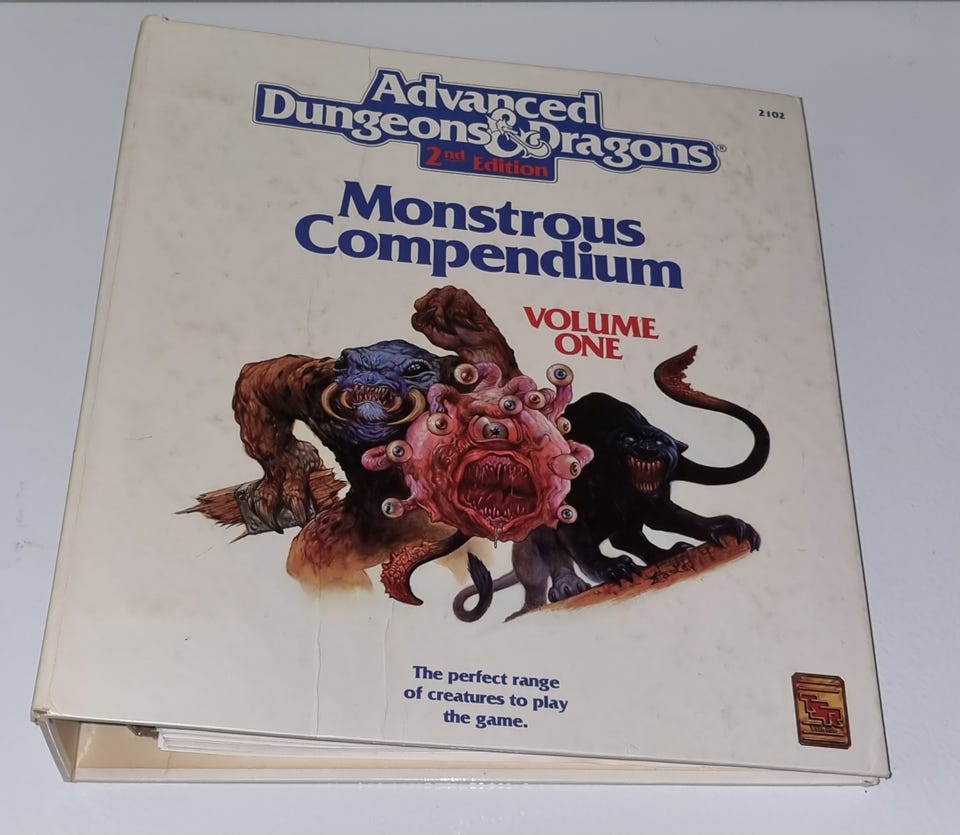 2102
Advanced
Dungeons & Dragons®
2nd Edition
Monstrous
Compendium
VOLUME
ONE
The perfect range
of creatures to play
the game.
TSR